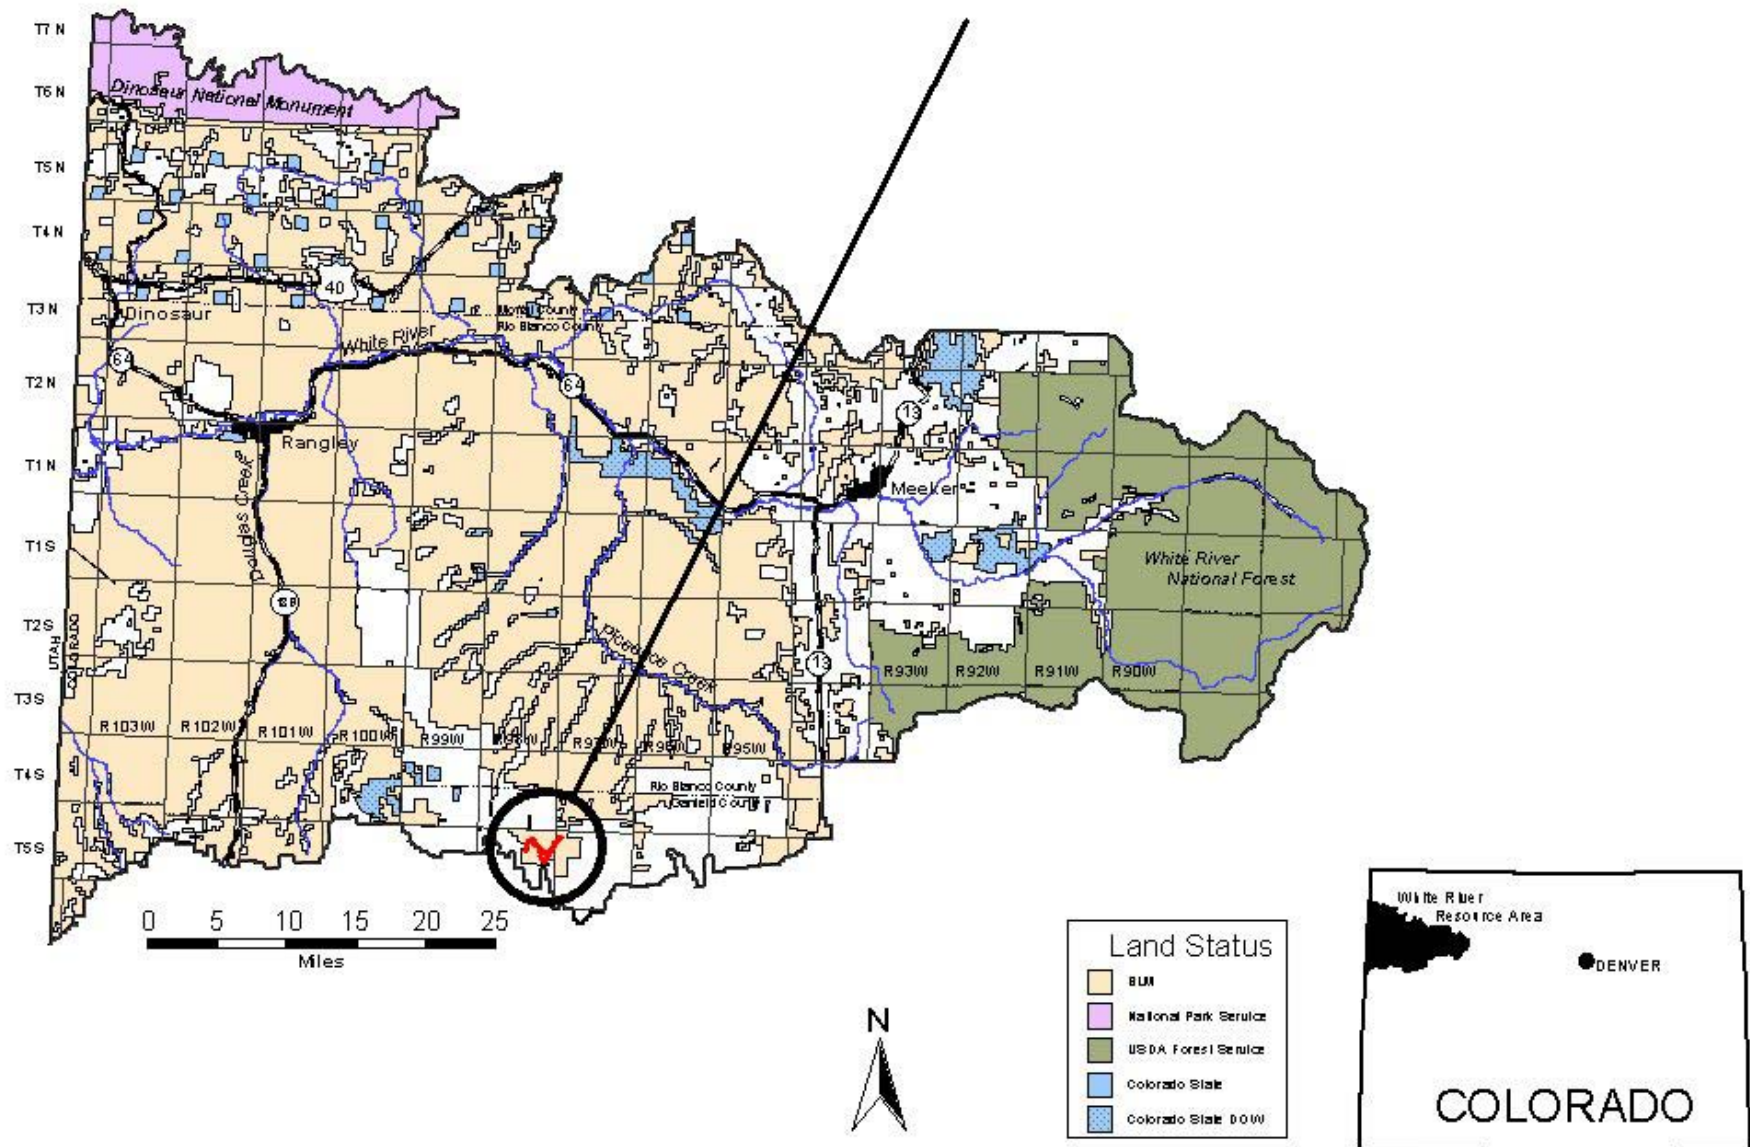 T7 N
T6 N
Dinosaur National Monument
T5 N
T4 N
40
T3 N
Dinosaur
Moffat County
Rio Blanco County
White River
64
64
T2 N
13
Rangley
T1 N
Meeker
Douglas Creek
T1S
White River
National Forest
T2S
UTAH
COLORADO
Piceance Creek
13
R93W
R92W
R91W
R90W
T3S
R103W
R102W
R101W
R100W
R99W
R98W
R97W
R96W
R95W
T4S
Rio Blanco County
Garfield County
T5S
0 5 10 15 20 25
Miles
N
Land Status
BLM
National Park Service
USDA Forest Service
Colorado State
Colorado State DOW
White River
Resource Area
DENVER
COLORADO